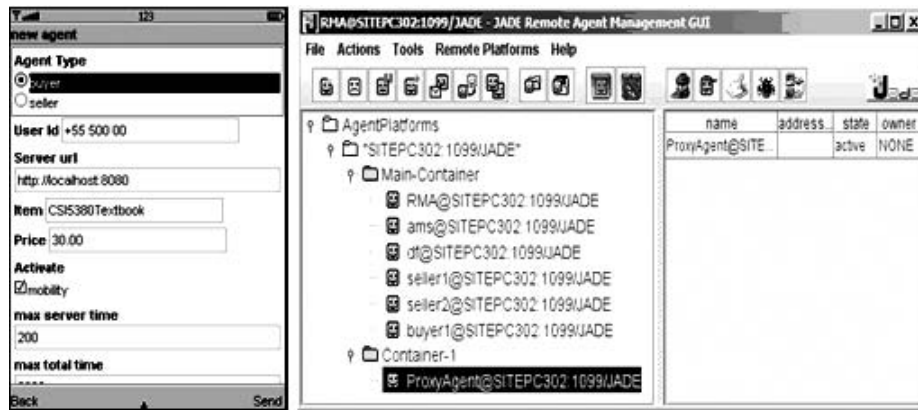 123
new agent
Agent Type
buyer
seller
User Id +55 500 00
Server url
http://localhost:8080
Item CSI5380Textbook
Price 30.00
Activate
mobility
max server time
200
max total time
Back
Send
RMA@SITEPC302:1099/JADE - JADE Remote Agent Management GUI
File Actions Tools Remote Platforms Help
Jade
AgentPlatforms
"SITEPC302:1099/JADE"
Main-Container
RMA@SITEPC302:1099/JADE
ams@SITEPC302:1099/JADE
df@SITEPC302:1099/JADE
seller1@SITEPC302:1099/JADE
seller2@SITEPC302:1099/JADE
buyer1@SITEPC302:1099/JADE
Container-1
ProxyAgent@SITEPC302:1099/JADE
name address... state owner
ProxyAgent@SITE... active NONE